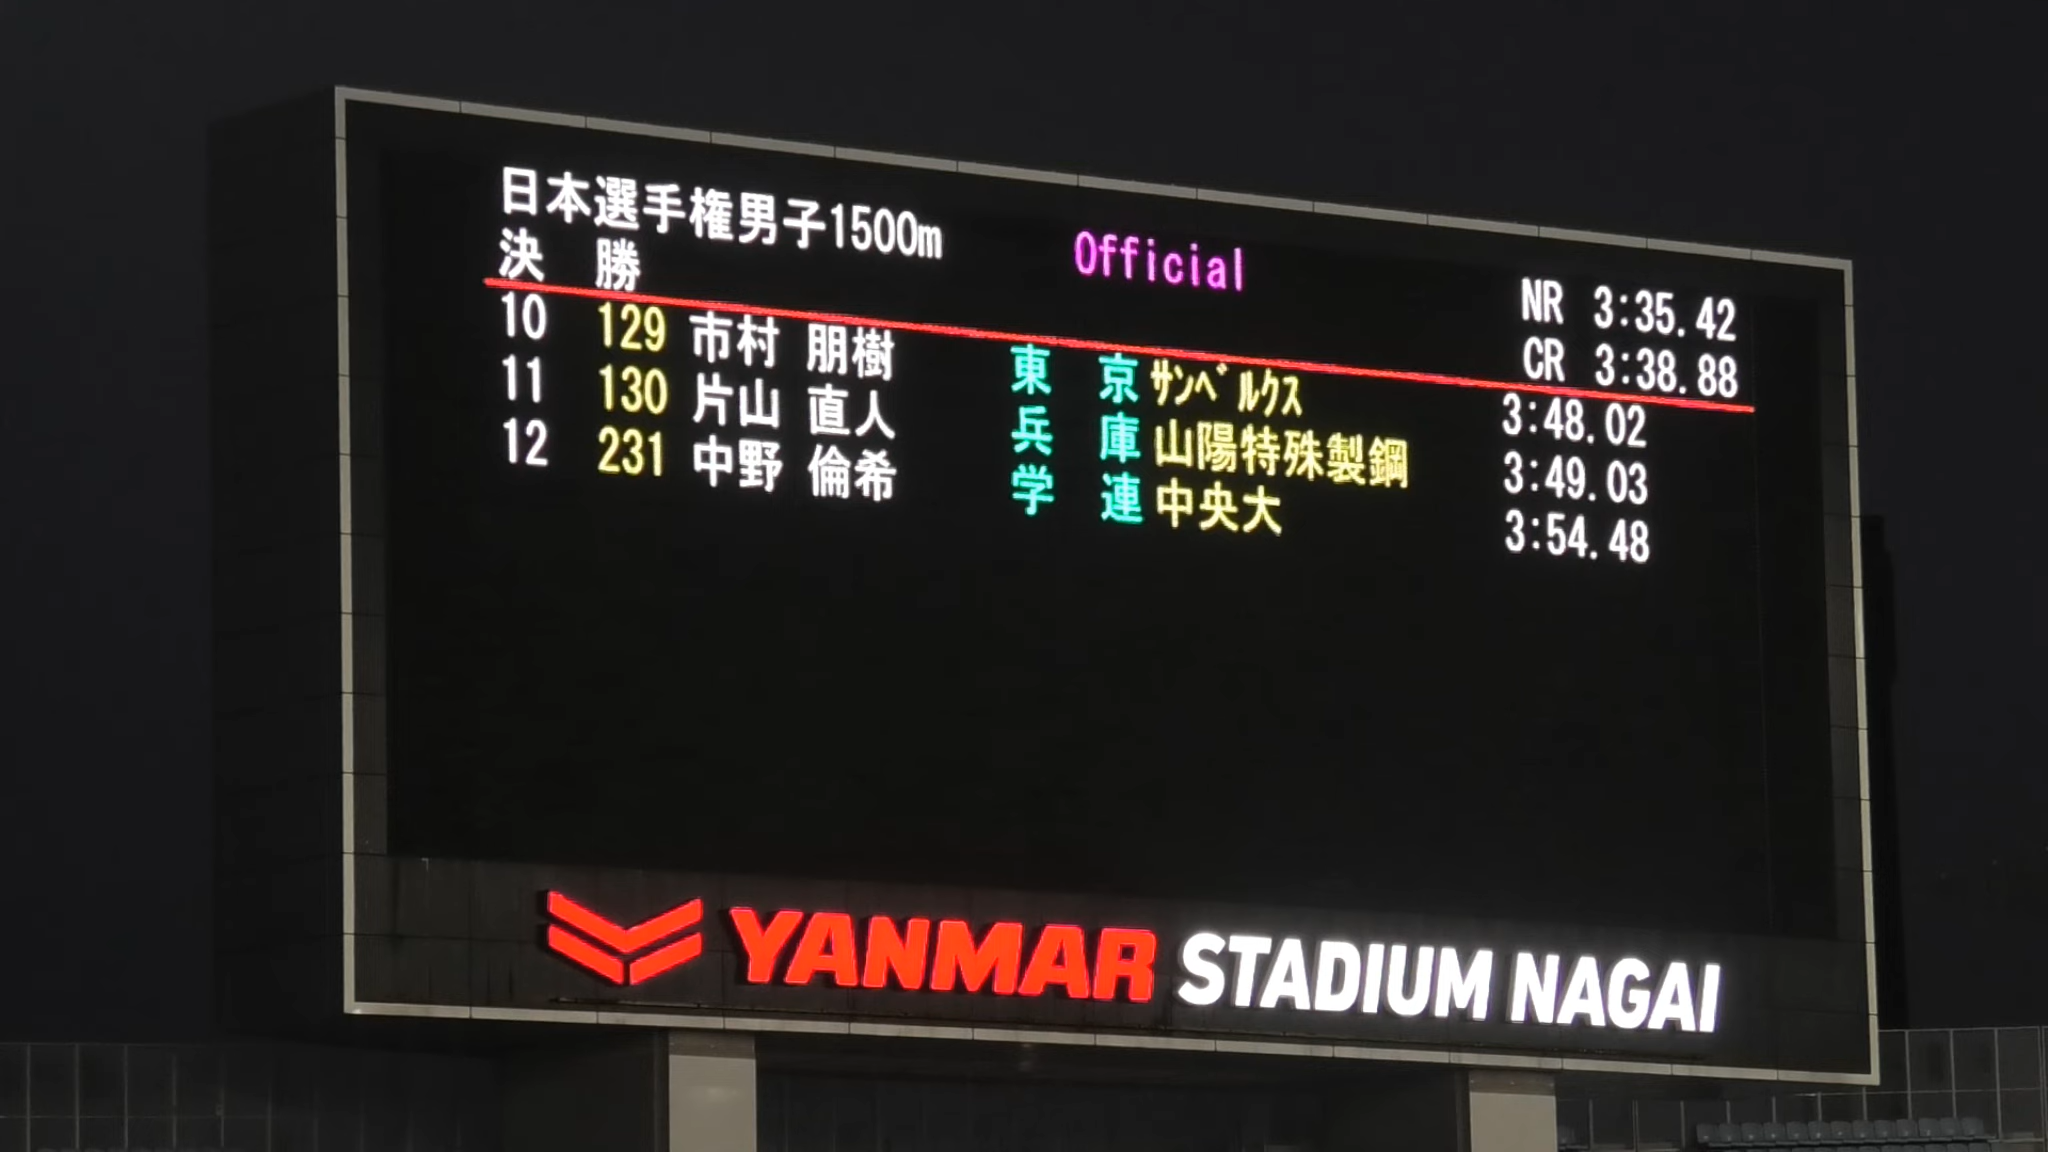 日本選手権男子1500m
決 勝 Official NR 3:35.42
CR 3:38.88
10 129 市村 朋樹 東 京 ｻﾝﾍﾞﾙｸｽ 3:48.02
11 130 片山 直人 兵 庫 山陽特殊製鋼 3:49.03
12 231 中野 倫希 学 連 中央大 3:54.48
YANMAR STADIUM NAGAI